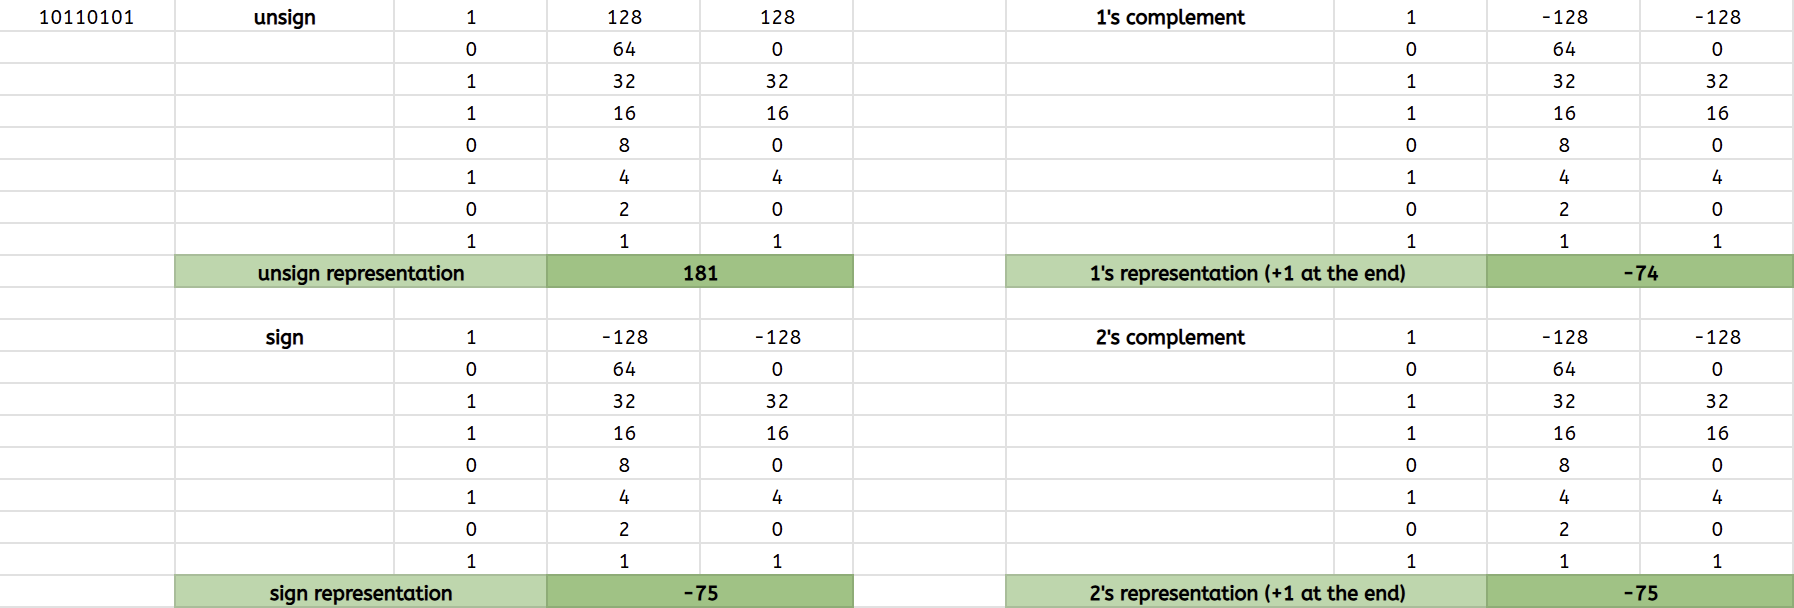 10110101 unsign 1 128 128 1's complement 1 -128 -128
0 64 0 0 64 0
1 32 32 1 32 32
1 16 16 1 16 16
0 8 0 0 8 0
1 4 4 1 4 4
0 2 0 0 2 0
1 1 1 1 1 1
unsign representation 181 1's representation (+1 at the end) -74
sign 1 -128 -128 2's complement 1 -128 -128
0 64 0 0 64 0
1 32 32 1 32 32
1 16 16 1 16 16
0 8 0 0 8 0
1 4 4 1 4 4
0 2 0 0 2 0
1 1 1 1 1 1
sign representation -75 2's representation (+1 at the end) -75